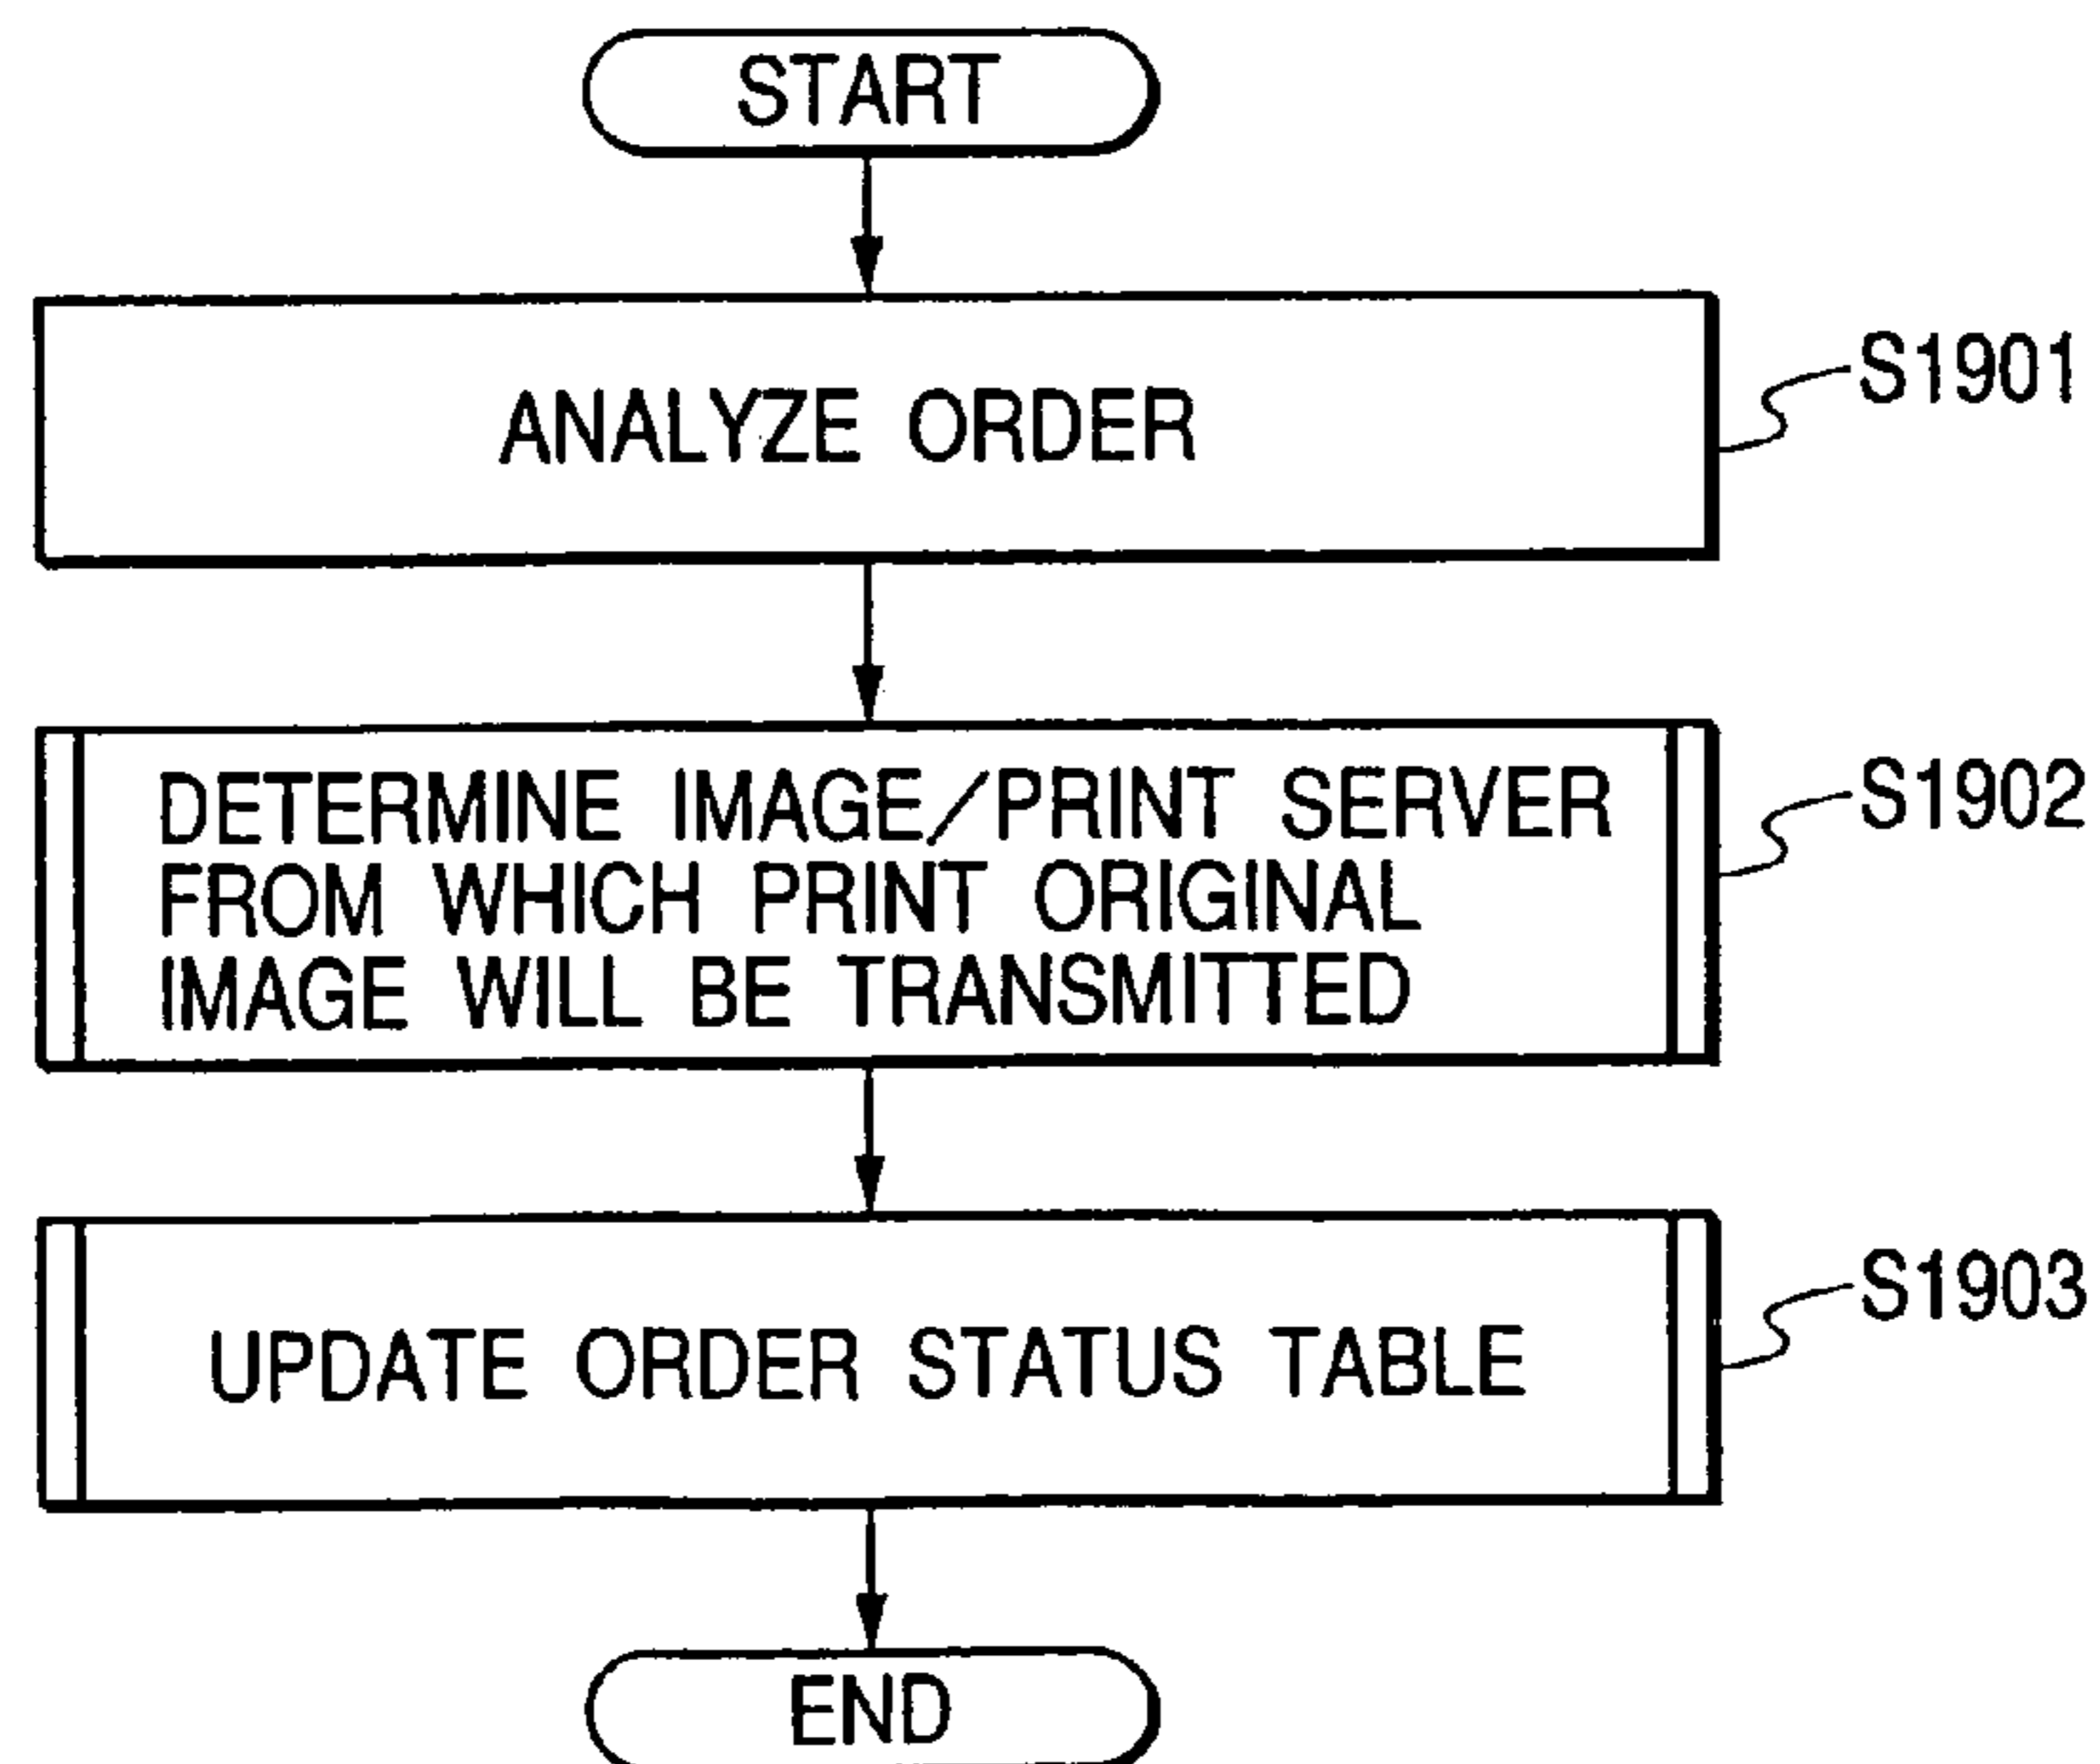 START
ANALYZE ORDER
S1901
DETERMINE IMAGE/PRINT SERVER
FROM WHICH PRINT ORIGINAL
IMAGE WILL BE TRANSMITTED
S1902
UPDATE ORDER STATUS TABLE
S1903
END